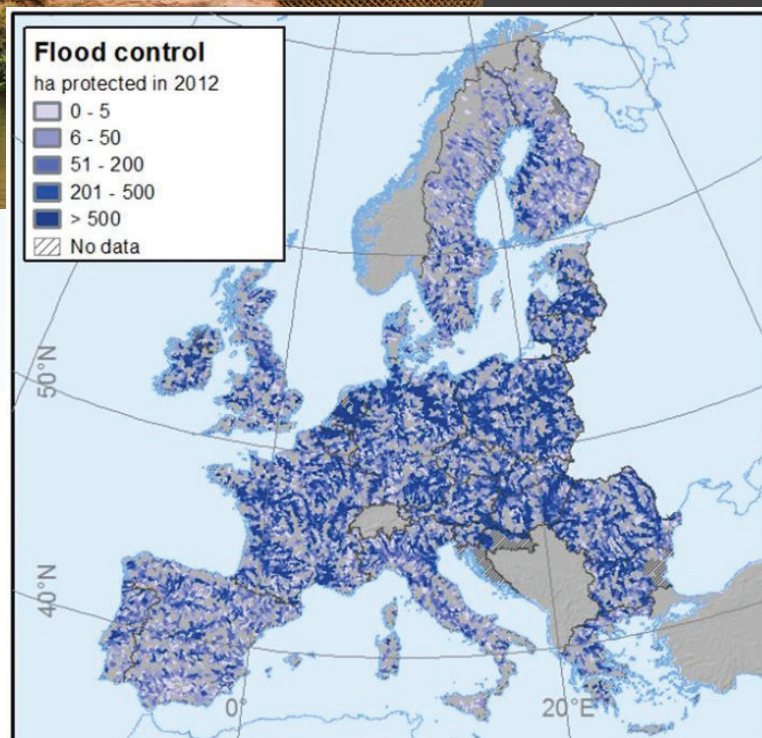 Flood control
ha protected in 2012
0 - 5
6 - 50
51 - 200
201 - 500
> 500
No data
50°N
40°N
0°
20°E